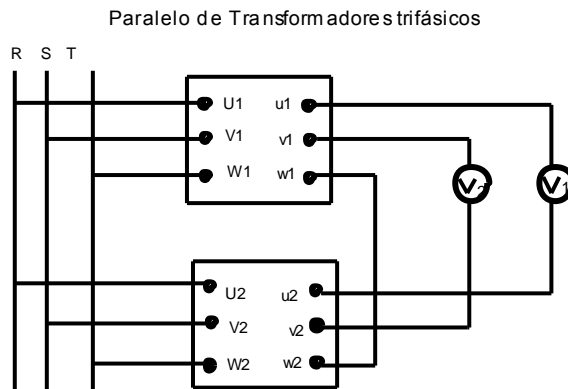 Paralelo de Transformadores trifásicos
R S T
U1 u1
V1 v1
W1 w1
V2 V1
U2 u2
V2 v2
W2 w2